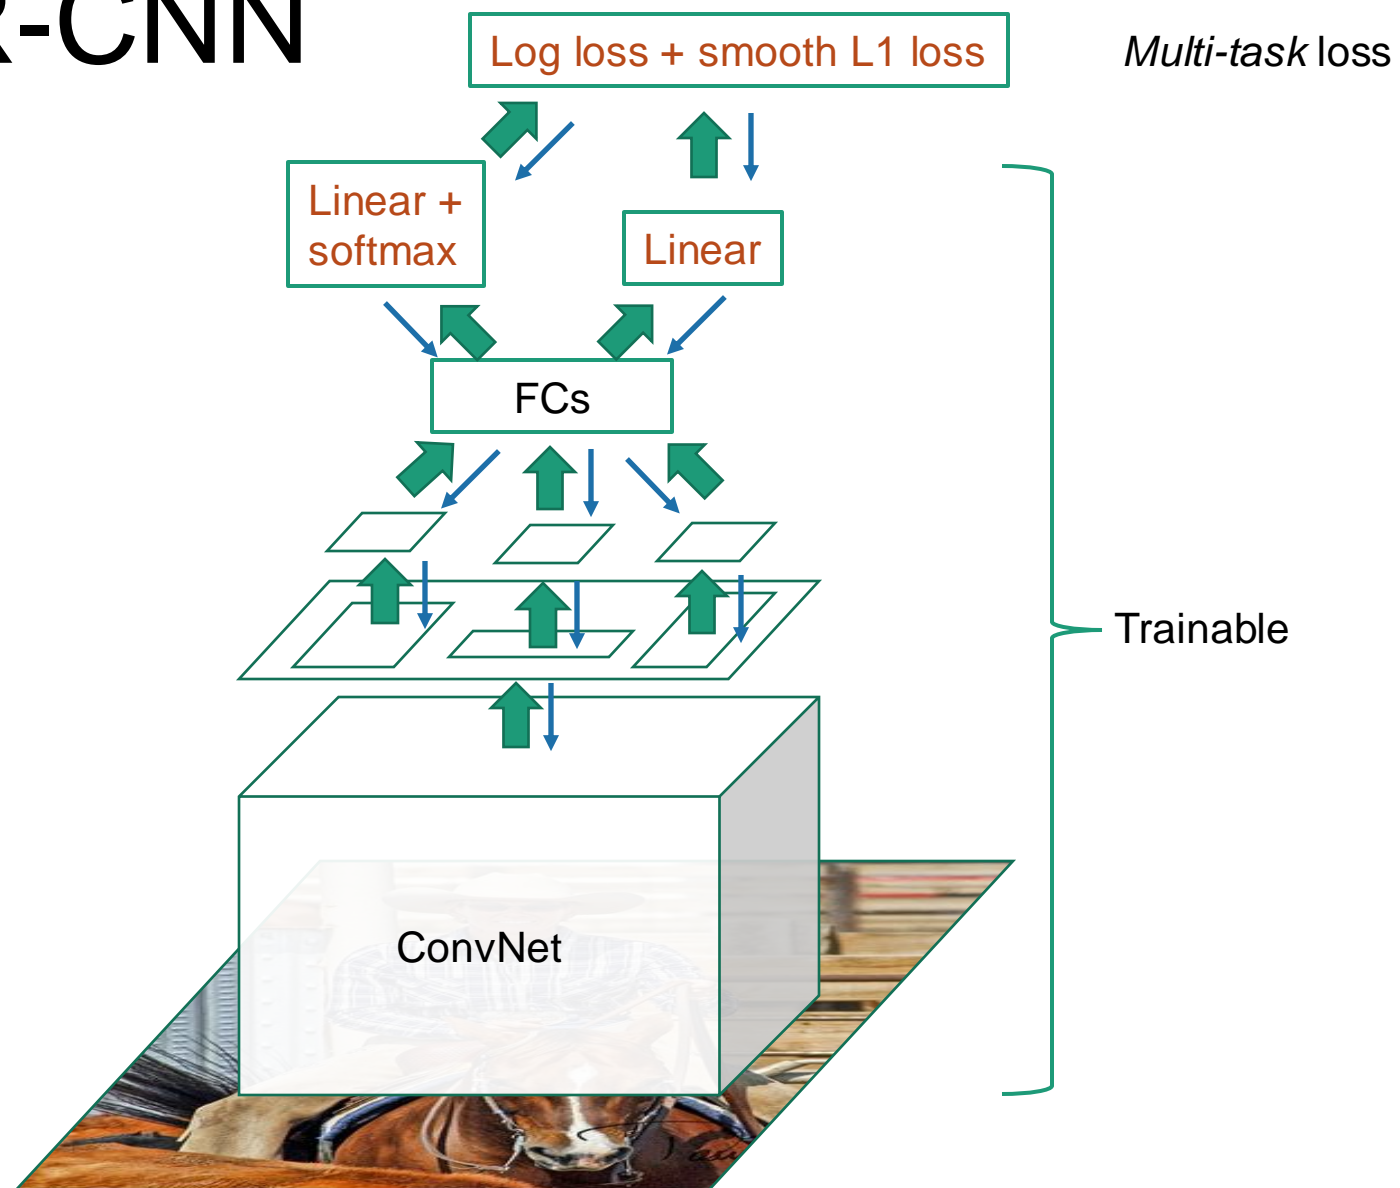 R-CNN
Log loss + smooth L1 loss
Multi-task loss
Linear +
softmax
Linear
FCs
Trainable
ConvNet